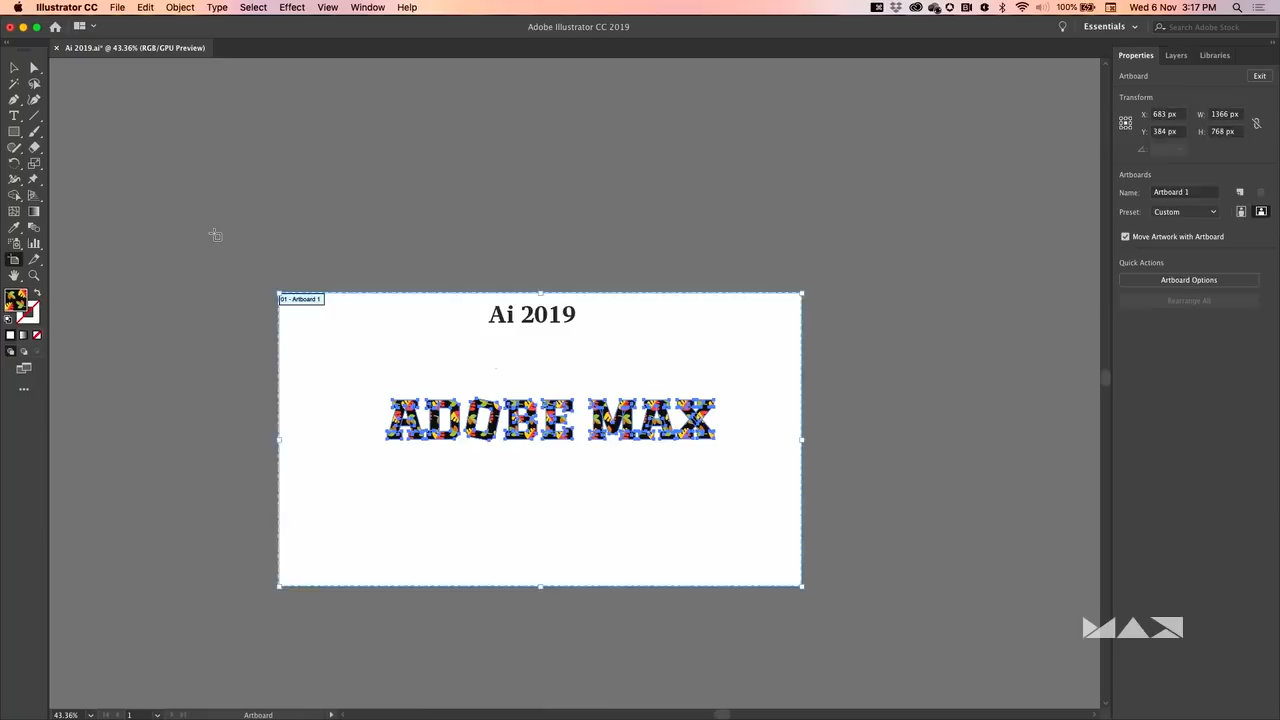 Illustrator CC File Edit Object Type Select Effect View Window Help 100% Wed 6 Nov 3:17 PM
Adobe Illustrator CC 2019 Essentials Search Adobe Stock
Ai 2019.ai* @ 43.36% (RGB/GPU Preview)
Properties Layers Libraries
Artboard Exit
Transform
X: 683 px W: 1366 px
Y: 384 px H: 768 px
Artboards
Name: Artboard 1
Preset: Custom
Move Artwork with Artboard
Quick Actions
Artboard Options
Rearrange All
01 - Artboard 1
Ai 2019
ADOBE MAX
MAX
43.36% 1 Artboard